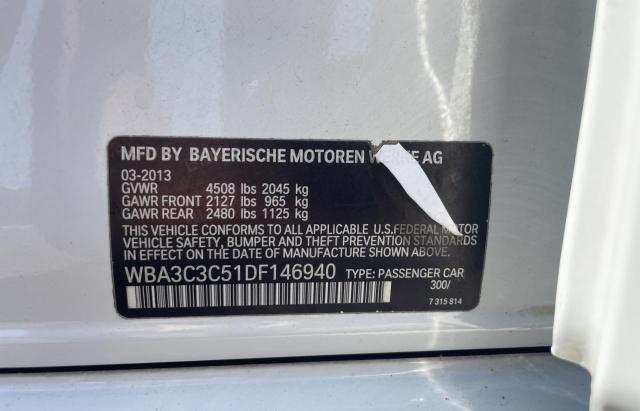 MFD BY BAYERISCHE MOTOREN WERKE AG
03-2013
GVWR 4508 lbs 2045 kg
GAWR FRONT 2127 lbs 965 kg
GAWR REAR 2480 lbs 1125 kg
THIS VEHICLE CONFORMS TO ALL APPLICABLE U.S.FEDERAL MOTOR
VEHICLE SAFETY, BUMPER, AND THEFT PREVENTION STANDARDS
IN EFFECT ON THE DATE OF MANUFACTURE SHOWN ABOVE.
WBA3C3C51DF146940 TYPE: PASSENGER CAR
300/
7 315 814